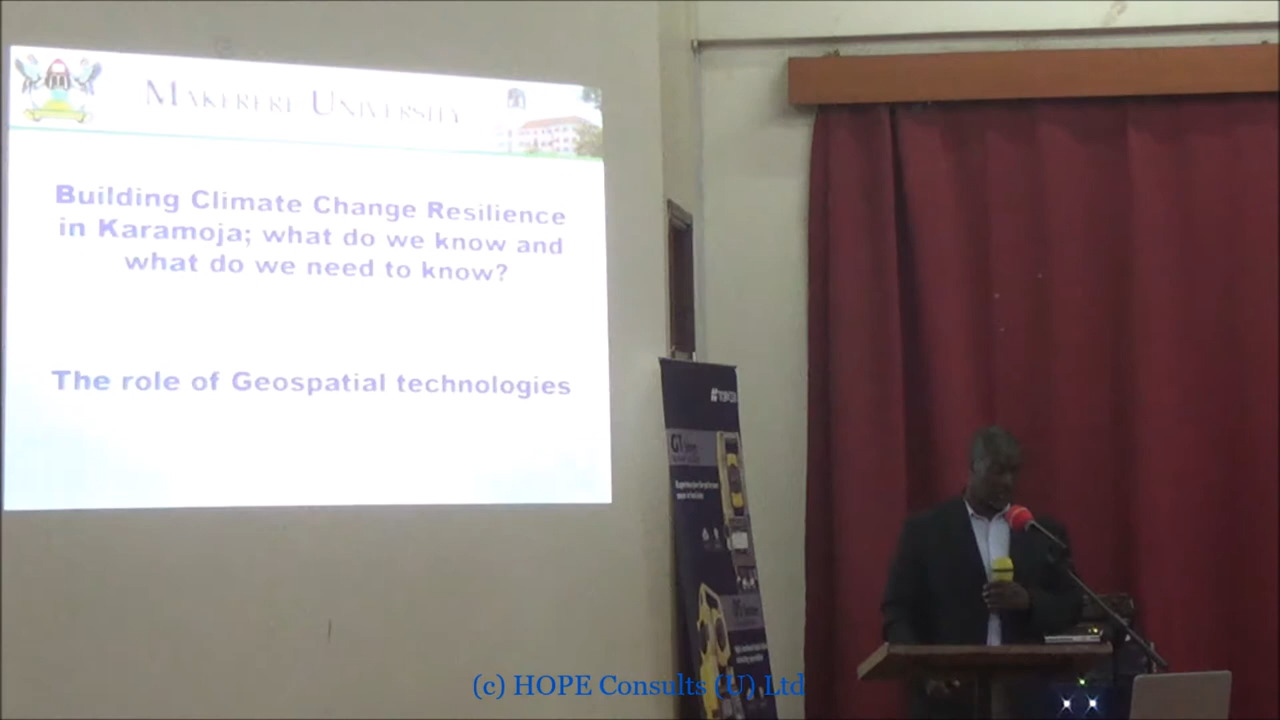 MAKERERE UNIVERSITY
Building Climate Change Resilience
in Karamoja; what do we know and
what do we need to know?
The role of Geospatial technologies
TOPCON
GT
(c) HOPE Consults (U) Ltd